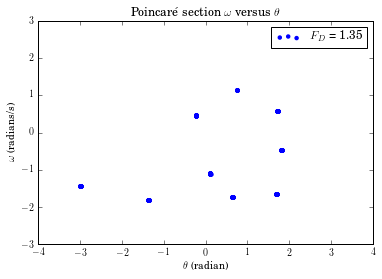 Poincaré section ω versus θ
F_D = 1.35
ω (radians/s)
3
2
1
0
−1
−2
−3
−4 −3 −2 −1 0 1 2 3 4
θ (radian)